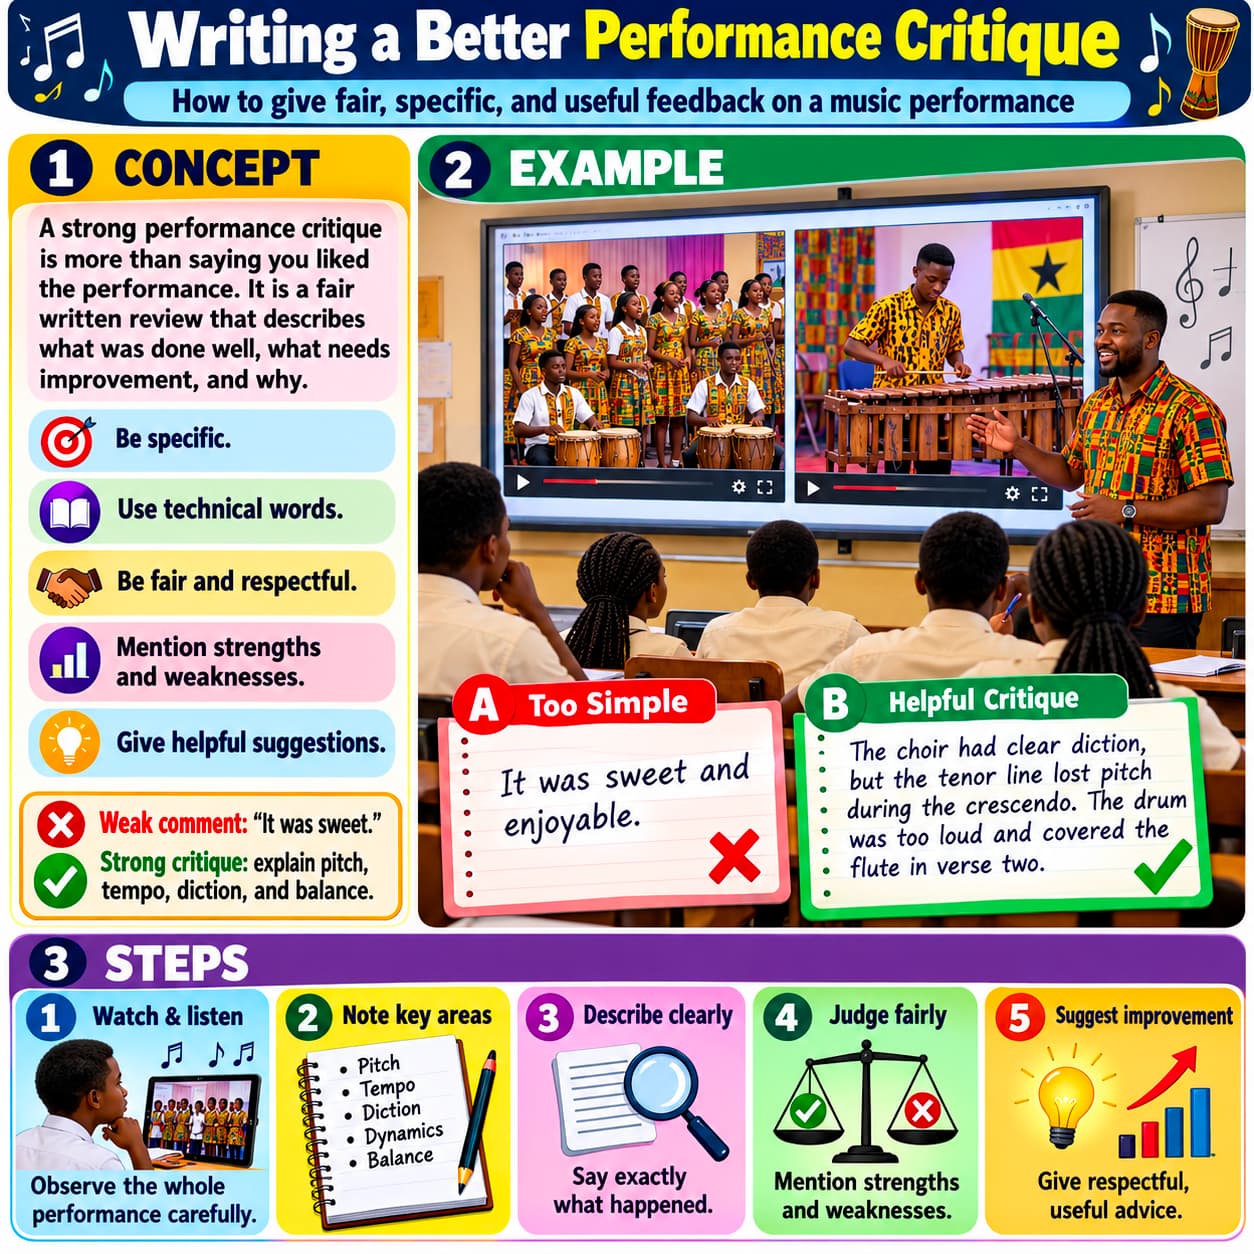 Writing a Better Performance Critique
How to give fair, specific, and useful feedback on a music performance
1 CONCEPT
A strong performance critique
is more than saying you liked
the performance. It is a fair
written review that describes
what was done well, what needs
improvement, and why.
Be specific.
Use technical words.
Be fair and respectful.
Mention strengths
and weaknesses.
Give helpful suggestions.
Weak comment: “It was sweet.”
Strong critique: explain pitch,
tempo, diction, and balance.
2 EXAMPLE
A Too Simple
It was sweet and
enjoyable.
B Helpful Critique
The choir had clear diction,
but the tenor line lost pitch
during the crescendo. The drum
was too loud and covered the
flute in verse two.
3 STEPS
1 Watch & listen
Observe the whole
performance carefully.
2 Note key areas
• Pitch
• Tempo
• Diction
• Dynamics
• Balance
3 Describe clearly
Say exactly
what happened.
4 Judge fairly
Mention strengths
and weaknesses.
5 Suggest improvement
Give respectful,
useful advice.